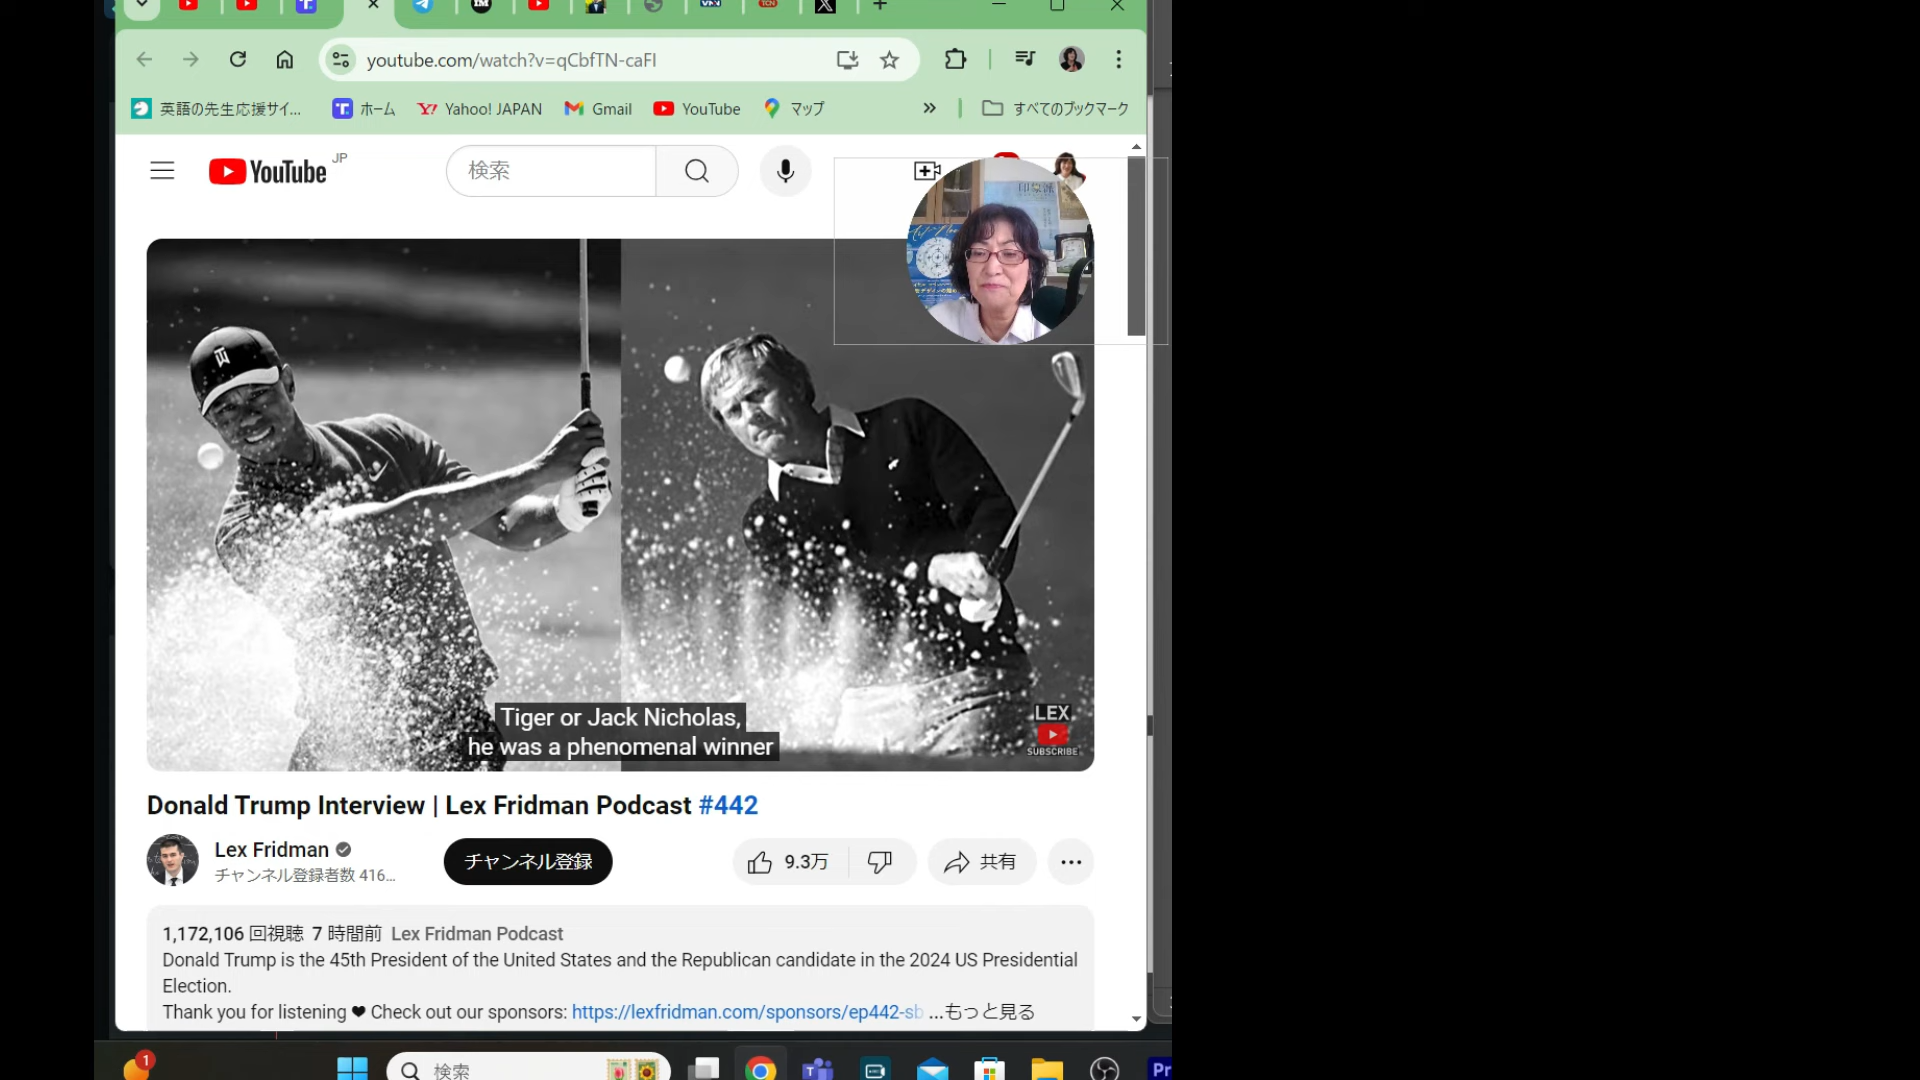 youtube.com/watch?v=qCbfTN-caFI
英語の先生応援サイ...
ホーム
Yahoo! JAPAN
Gmail
YouTube
マップ
»
すべてのブックマーク
YouTube JP
検索
TW
Tiger or Jack Nicholas,
he was a phenomenal winner
LEX
SUBSCRIBE
Donald Trump Interview | Lex Fridman Podcast #442
Lex Fridman
チャンネル登録者数 416...
チャンネル登録
9.3万
共有
1,172,106 回視聴 7 時間前 Lex Fridman Podcast
Donald Trump is the 45th President of the United States and the Republican candidate in the 2024 US Presidential
Election.
Thank you for listening ❤ Check out our sponsors: https://lexfridman.com/sponsors/ep442-sb ...もっと見る
1
検索
Pr